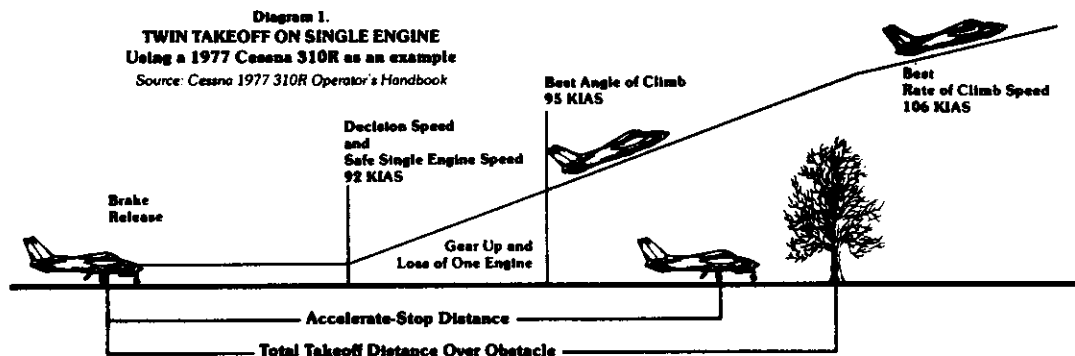 Diagram 1.
TWIN TAKEOFF ON SINGLE ENGINE
Using a 1977 Cessna 310R as an example
Source: Cessna 1977 310R Operator's Handbook
Best Angle of Climb
95 KIAS
Best
Rate of Climb Speed
106 KIAS
Decision Speed
and
Safe Single Engine Speed
92 KIAS
Brake
Release
Gear Up and
Loss of One Engine
Accelerate-Stop Distance
Total Takeoff Distance Over Obstacle